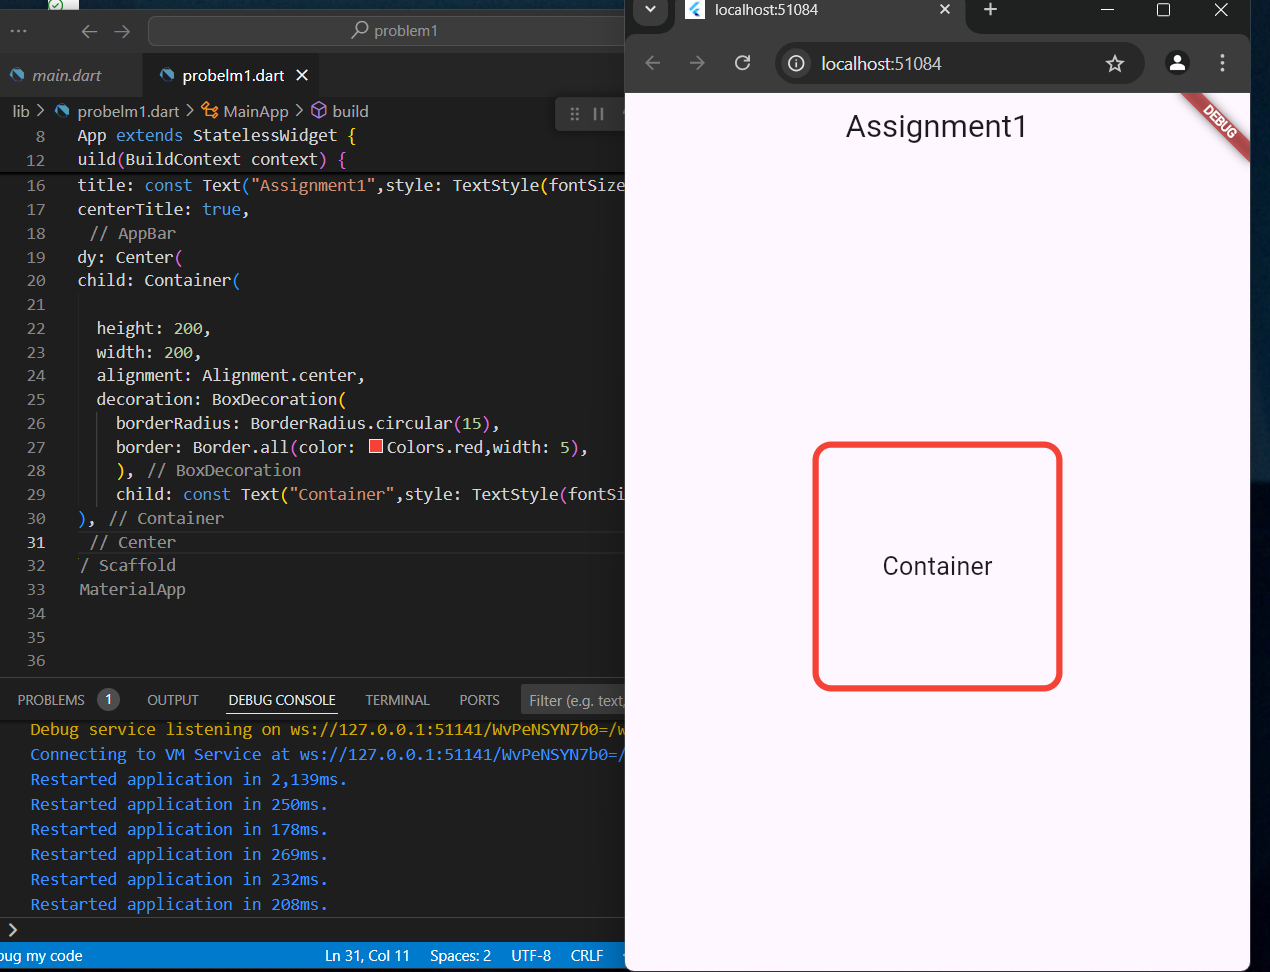 problem1
main.dart
probelm1.dart
lib > probelm1.dart > MainApp > build
8 App extends StatelessWidget {
12 uild(BuildContext context) {
16 title: const Text("Assignment1",style: TextStyle(fontSize
17 centerTitle: true,
18 // AppBar
19 dy: Center(
20 child: Container(
21
22 height: 200,
23 width: 200,
24 alignment: Alignment.center,
25 decoration: BoxDecoration(
26 borderRadius: BorderRadius.circular(15),
27 border: Border.all(color: Colors.red,width: 5),
28 ), // BoxDecoration
29 child: const Text("Container",style: TextStyle(fontSi
30 ), // Container
31 // Center
32 / Scaffold
33 MaterialApp
34
35
36
PROBLEMS 1 OUTPUT DEBUG CONSOLE TERMINAL PORTS Filter (e.g. text,
Debug service listening on ws://127.0.0.1:51141/WvPeNSYN7b0=/w
Connecting to VM Service at ws://127.0.0.1:51141/WvPeNSYN7b0=/
Restarted application in 2,139ms.
Restarted application in 250ms.
Restarted application in 178ms.
Restarted application in 269ms.
Restarted application in 232ms.
Restarted application in 208ms.
bug my code Ln 31, Col 11 Spaces: 2 UTF-8 CRLF
localhost:51084
localhost:51084
Assignment1
DEBUG
Container